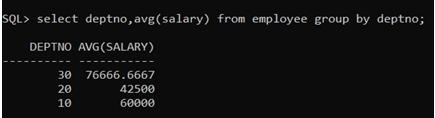 SQL> select deptno,avg(salary) from employee group by deptno;
DEPTNO AVG(SALARY)
---------- -----------
30 76666.6667
20 42500
10 60000